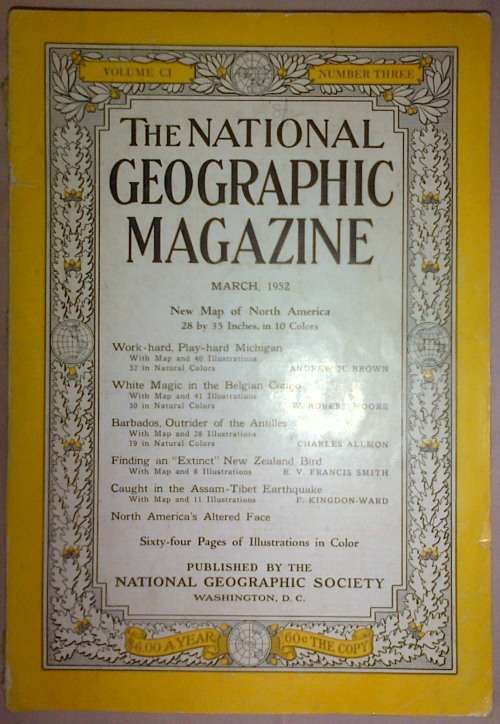 VOLUME CI
NUMBER THREE
THE NATIONAL
GEOGRAPHIC
MAGAZINE
MARCH, 1952
New Map of North America
28 by 35 Inches, in 10 Colors
Work-hard, Play-hard Michigan
With Map and 40 Illustrations
32 in Natural Colors ANDREW H. BROWN
White Magic in the Belgian Congo
With Map and 41 Illustrations
30 in Natural Colors W. ROBERT MOORE
Barbados, Outrider of the Antilles
With Map and 28 Illustrations
19 in Natural Colors CHARLES ALLMON
Finding an "Extinct" New Zealand Bird
With Map and 8 Illustrations R. V. FRANCIS SMITH
Caught in the Assam-Tibet Earthquake
With Map and 11 Illustrations F. KINGDON-WARD
North America's Altered Face
Sixty-four Pages of Illustrations in Color
PUBLISHED BY THE
NATIONAL GEOGRAPHIC SOCIETY
WASHINGTON, D. C.
$6.00 A YEAR
60¢ THE COPY